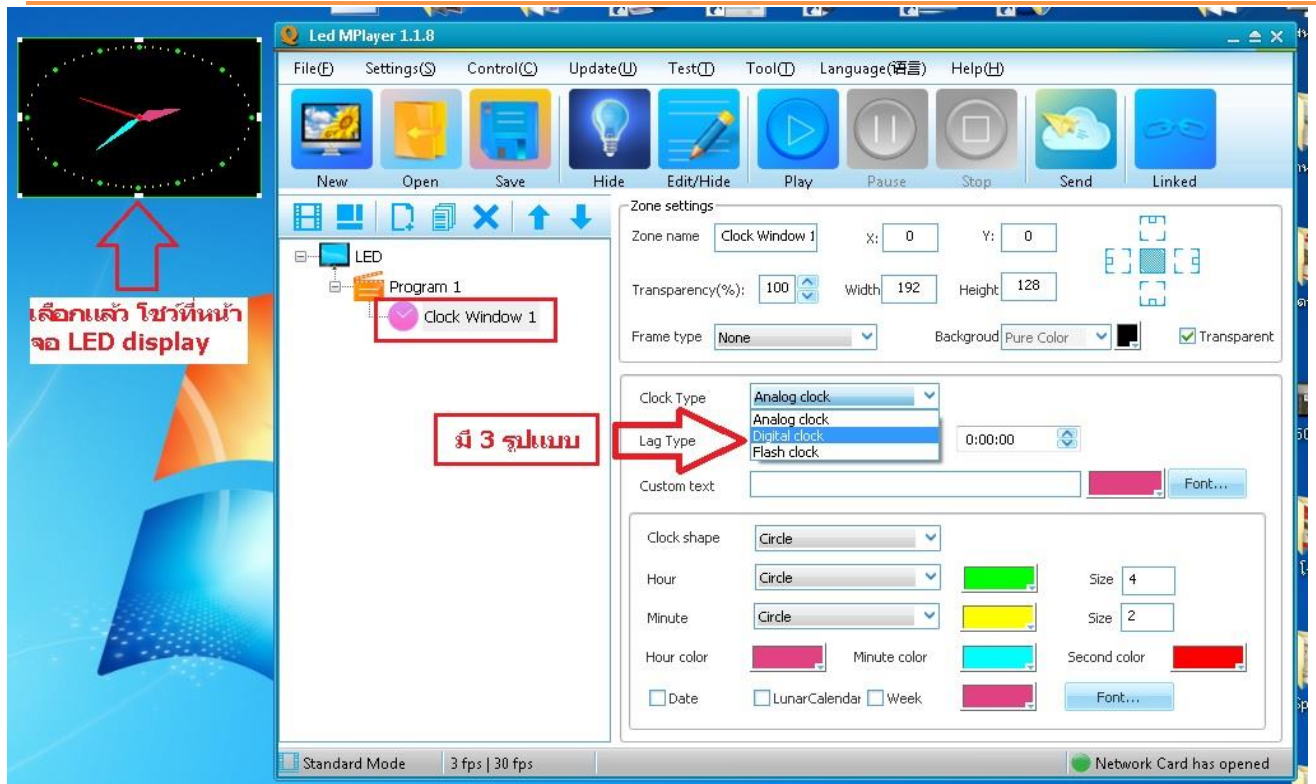 Led MPlayer 1.1.8
File(F) Settings(S) Control(C) Update(U) Test(T) Tool(T) Language(语言) Help(H)
New Open Save Hide Edit/Hide Play Pause Stop Send Linked
เลือกแล้ว โชว์ที่หน้า
จอ LED display
LED
Program 1
Clock Window 1
มี 3 รูปแบบ
Zone settings
Zone name Clock Window 1 X: 0 Y: 0
Transparency(%): 100 Width 192 Height 128
Frame type None Backgroud Pure Color Transparent
Clock Type Analog clock
Analog clock
Lag Type Digital clock 0:00:00
Flash clock
Custom text Font...
Clock shape Circle
Hour Circle Size 4
Minute Circle Size 2
Hour color Minute color Second color
Date LunarCalendar Week Font...
Standard Mode 3 fps | 30 fps Network Card has opened